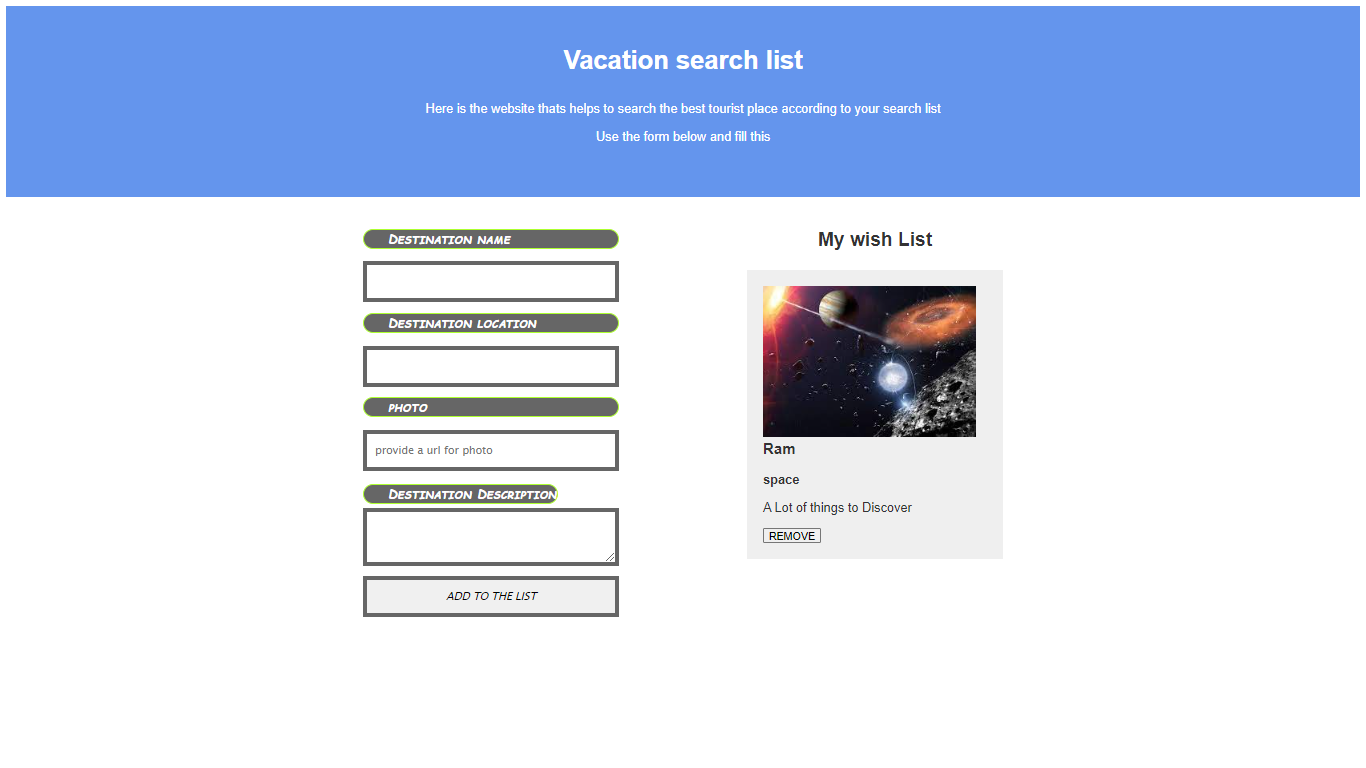 Vacation search list
Here is the website thats helps to search the best tourist place according to your search list
Use the form below and fill this
Destination name
Destination location
photo
provide a url for photo
Destination Description
ADD TO THE LIST
My wish List
Ram
space
A Lot of things to Discover
REMOVE